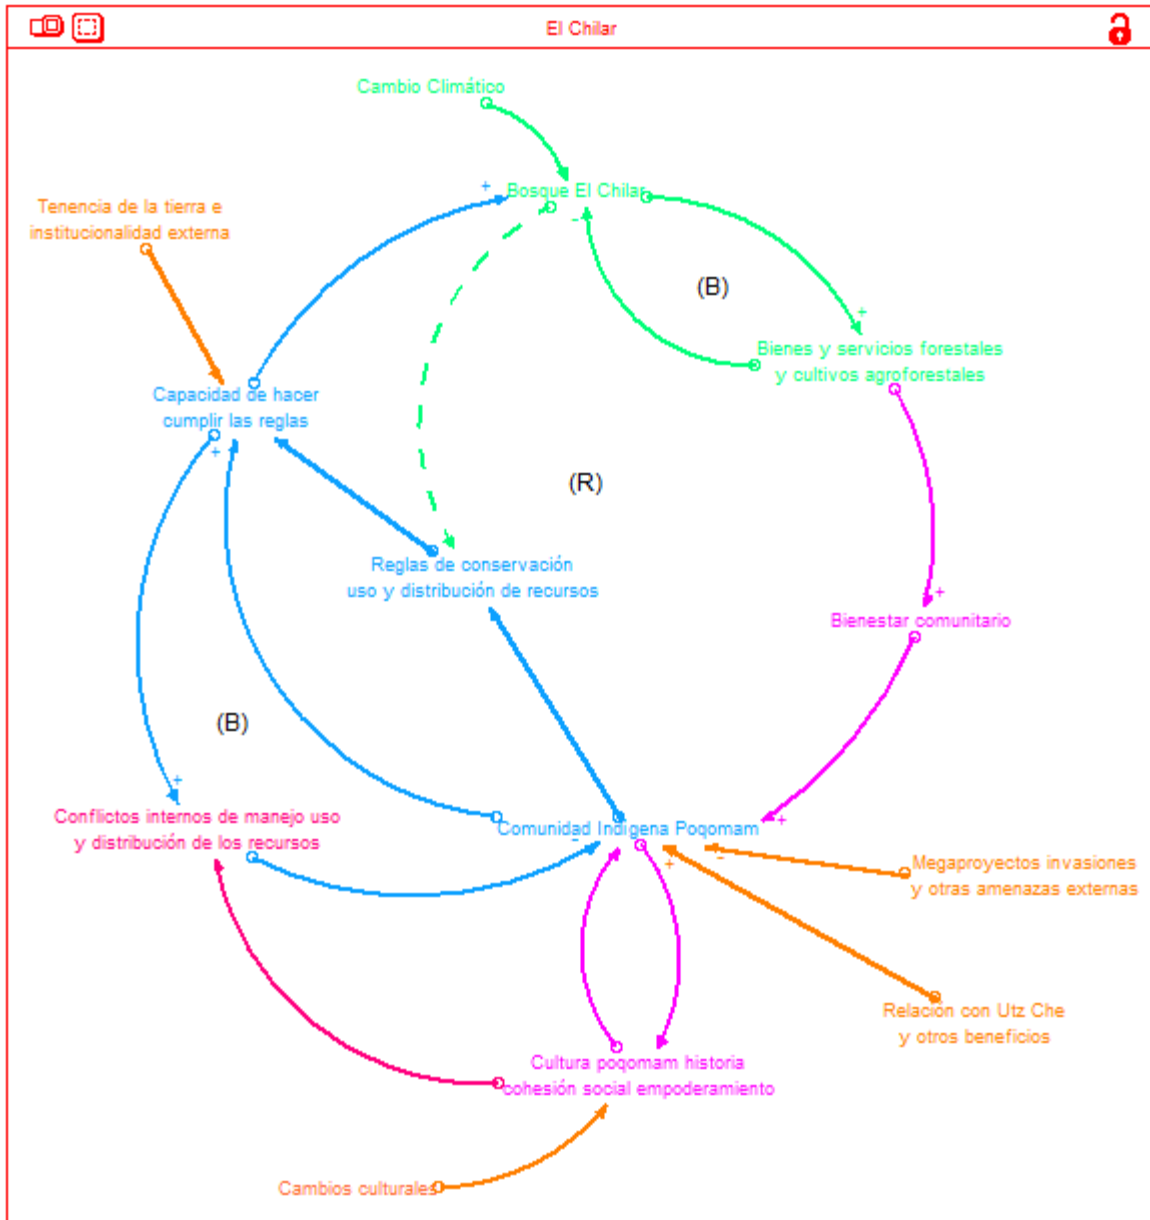 El Chilar
Cambio Climático
+
Bosque El Chilar
-
Tenencia de la tierra e
institucionalidad externa
(B)
+
Bienes y servicios forestales
y cultivos agroforestales
Capacidad de hacer
cumplir las reglas
+
(R)
Reglas de conservación
uso y distribución de recursos
+
Bienestar comunitario
(B)
+
Conflictos internos de manejo uso
y distribución de los recursos
Comunidad Indigena Poqomam
+
-
-
+
Megaproyectos invasiones
y otras amenazas externas
Relación con Utz Che
y otros beneficios
Cultura poqomam historia
cohesión social empoderamiento
Cambios culturales